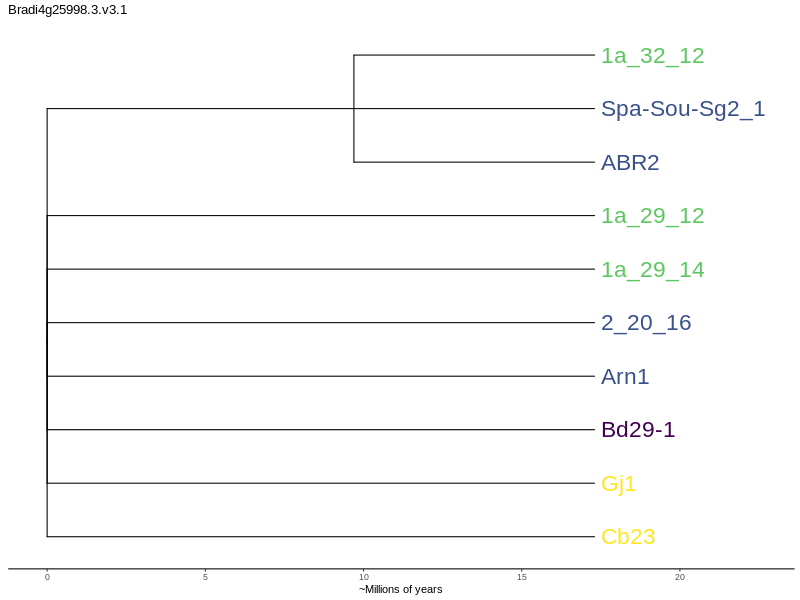 Bradi4g25998.3.v3.1
1a_32_12
Spa-Sou-Sg2_1
ABR2
1a_29_12
1a_29_14
2_20_16
Arn1
Bd29-1
Gj1
Cb23
0 5 10 15 20
~Millions of years